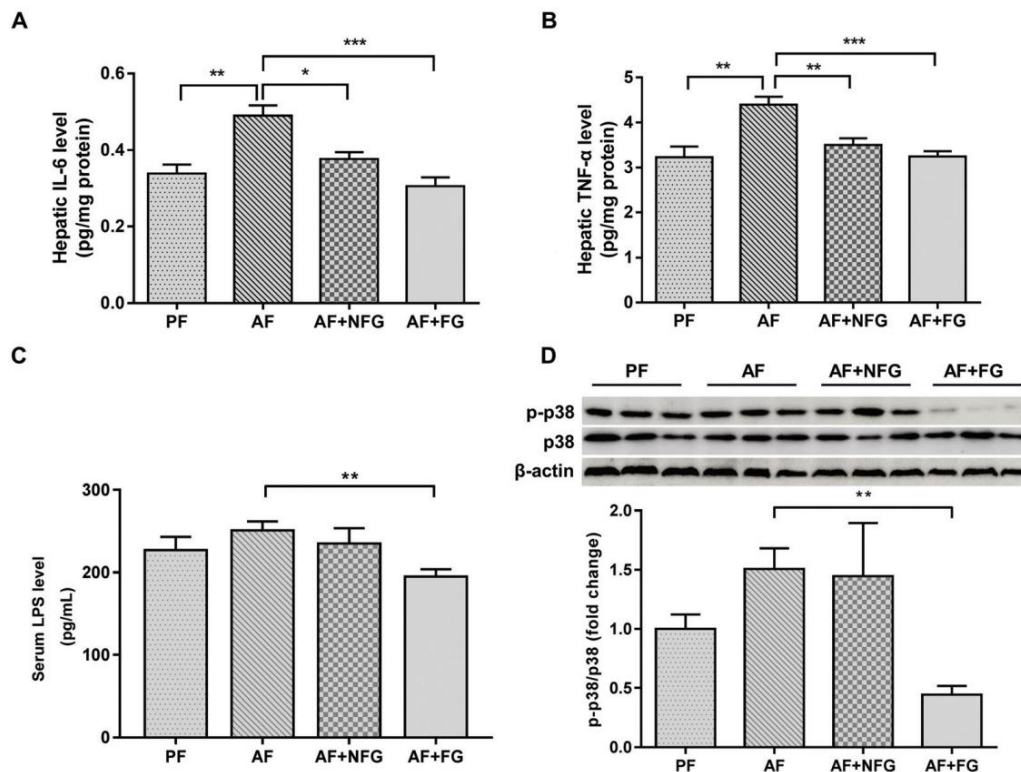 A
Hepatic IL-6 level
(pg/mg protein)
0.6
0.4
0.2
0.0
**
*
***
PF
AF
AF+NFG
AF+FG
B
Hepatic TNF-α level
(pg/mg protein)
5
4
3
2
1
0
**
**
***
PF
AF
AF+NFG
AF+FG
C
Serum LPS level
(pg/mL)
300
200
100
0
**
PF
AF
AF+NFG
AF+FG
D
PF
AF
AF+NFG
AF+FG
p-p38
p38
β-actin
p-p38/p38 (fold change)
2.0
1.5
1.0
0.5
0.0
**
PF
AF
AF+NFG
AF+FG